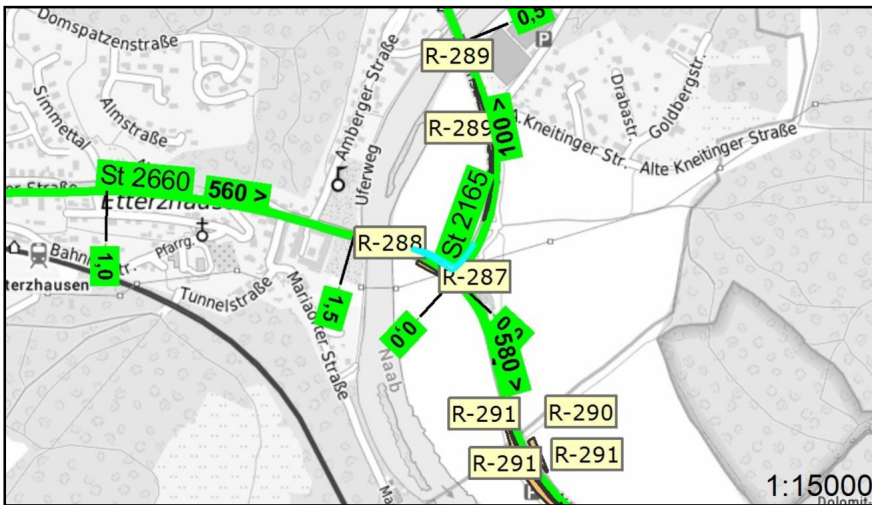 Domspatzenstraße
Simmettal
Almstraße
Amberger Straße
Uferweg
R-289
0,5
P
R-289
100 >
Drabastr.
Goldbergstr.
Kneitinger Str.
Alte Kneitinger Straße
St 2660
560 >
St 2165
R-288
R-287
Pfarrg.
Tunnelstraße
1,0
1,5
0,0
580 >
Mariaorter Straße
Naab
R-291
R-290
R-291
R-291
1:15000